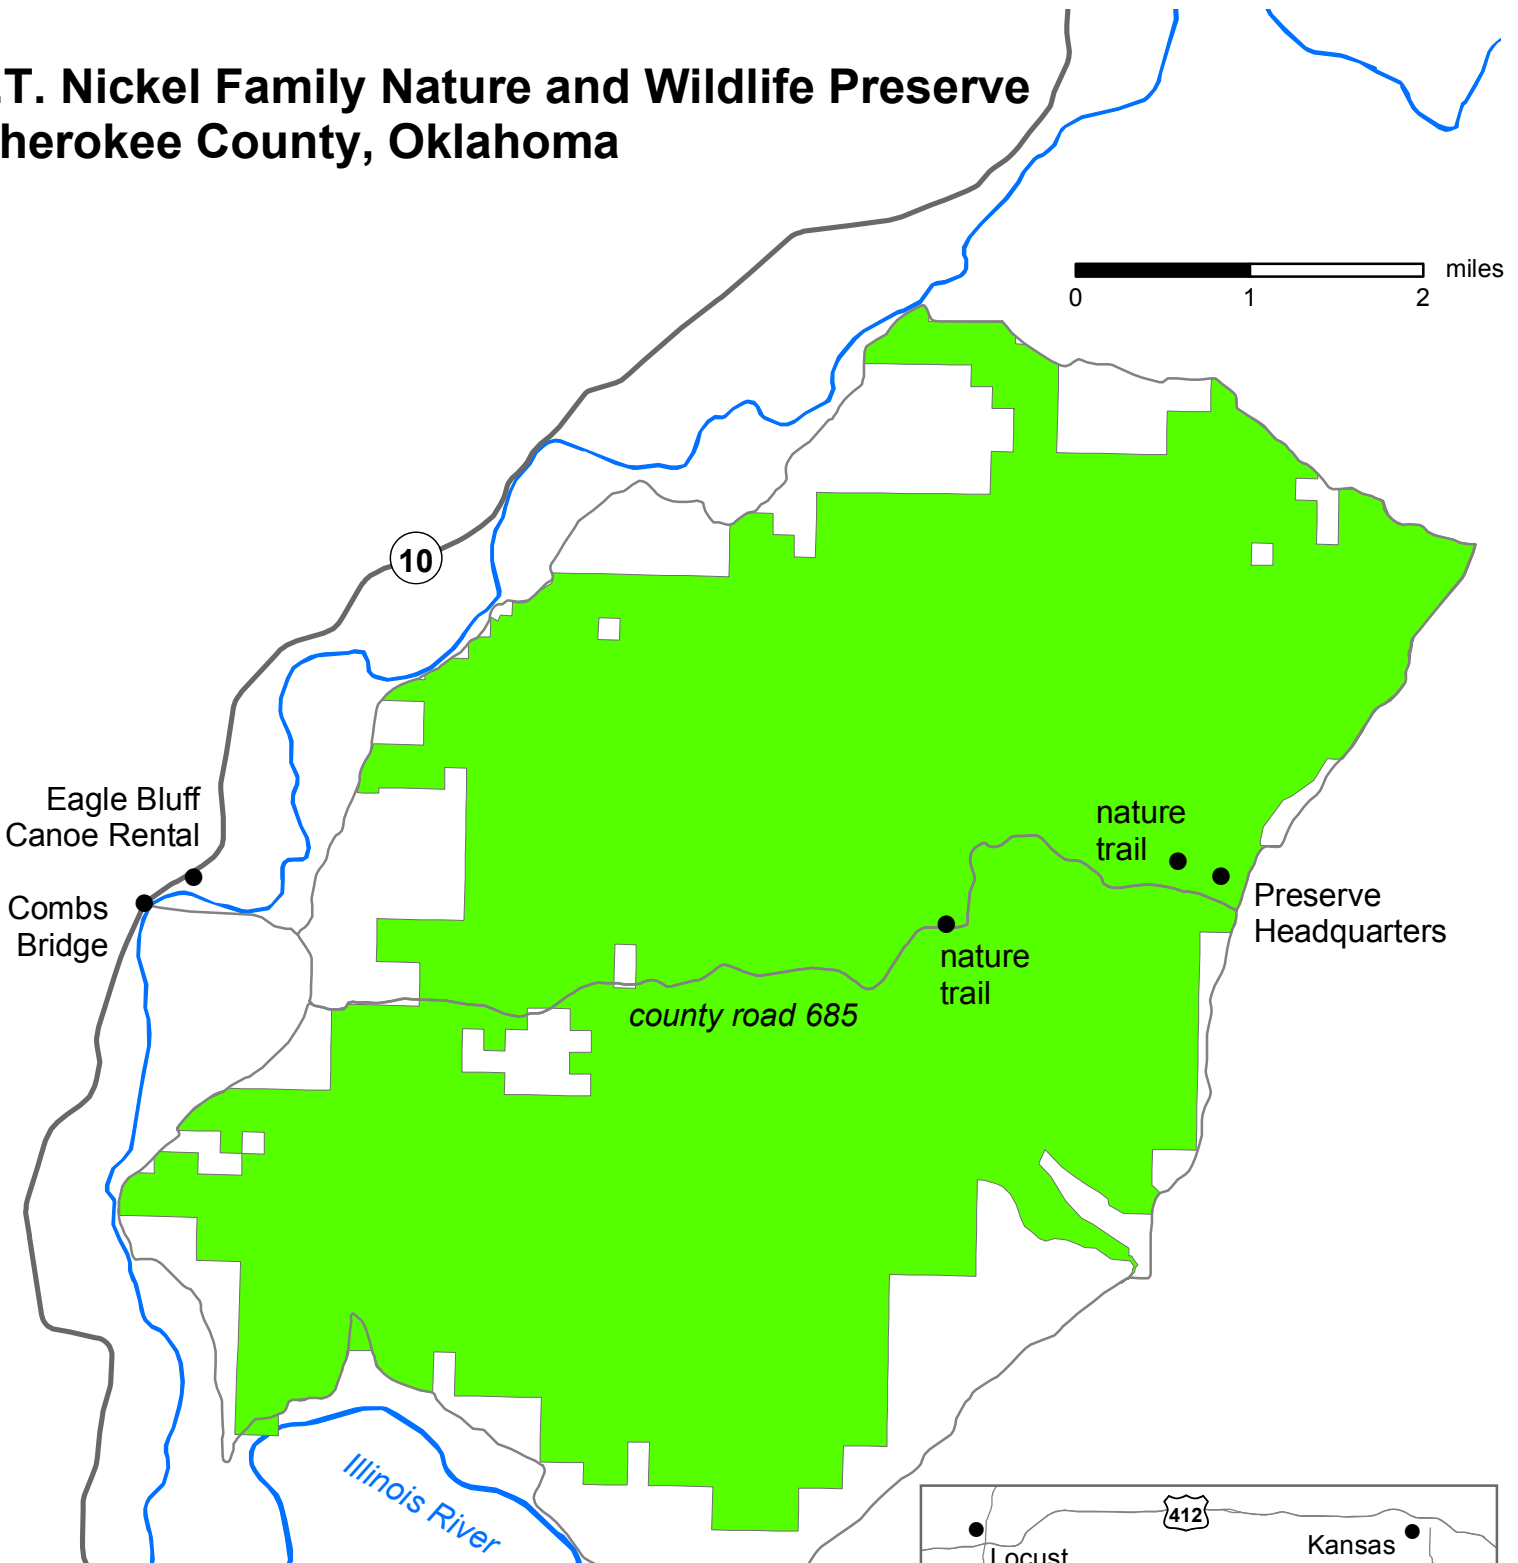 .T. Nickel Family Nature and Wildlife Preserve
herokee County, Oklahoma
miles
0 1 2
10
Eagle Bluff
Canoe Rental
Combs
Bridge
nature
trail
Preserve
Headquarters
nature
trail
county road 685
Illinois River
412
Kansas
Locust